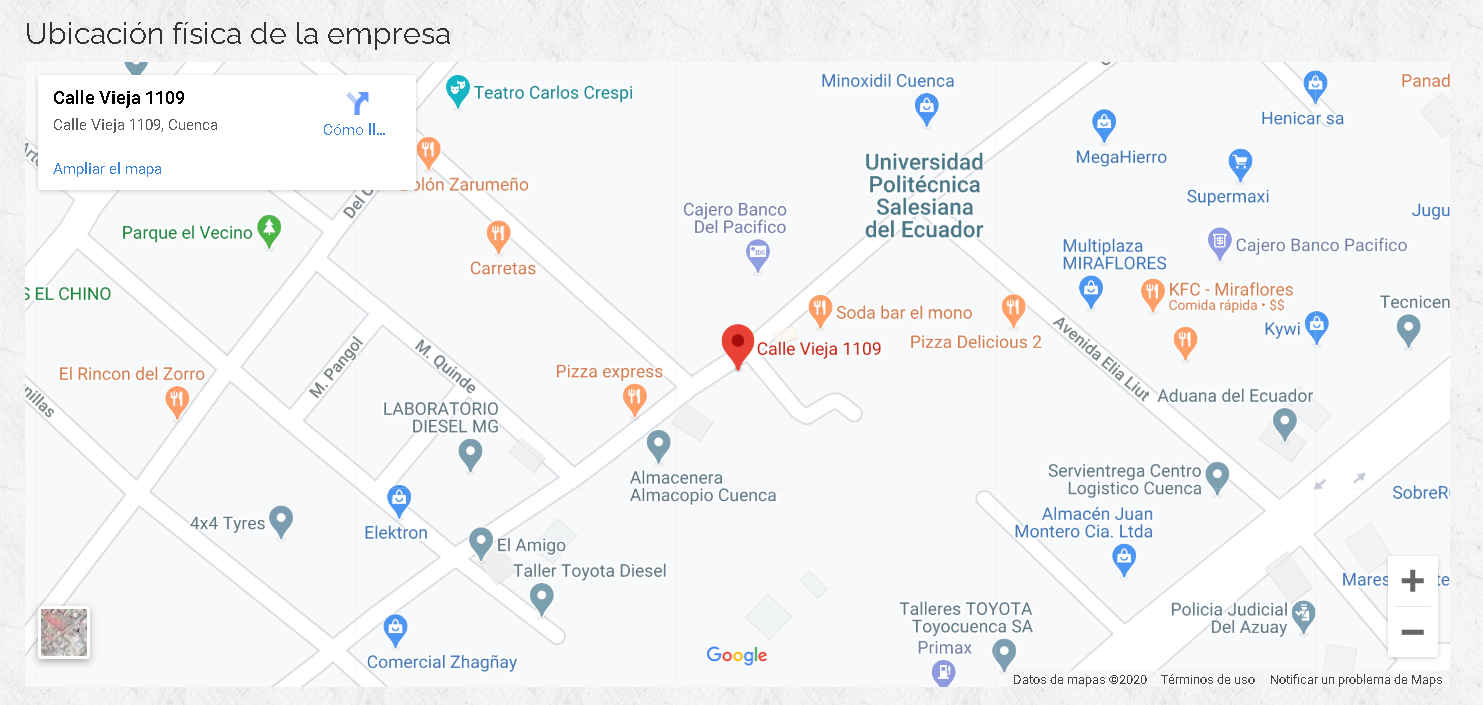 Ubicación física de la empresa
Calle Vieja 1109
Calle Vieja 1109, Cuenca
Cómo ll...
Ampliar el mapa
Teatro Carlos Crespi
Minoxidil Cuenca
Panad
Henicar sa
MegaHierro
Universidad
Politécnica
Salesiana
del Ecuador
olón Zarumeño
Supermaxi
Del C
Cajero Banco
Del Pacifico
Jugu
Parque el Vecino
Multiplaza
MIRAFLORES
Cajero Banco Pacifico
Carretas
S EL CHINO
KFC - Miraflores
Comida rápida • $$
Tecnicen
Soda bar el mono
Kywi
Pizza Delicious 2
Calle Vieja 1109
Avenida Elia Liut
M. Pangol
M. Quinde
El Rincon del Zorro
Pizza express
nillas
Aduana del Ecuador
LABORATORIO
DIESEL MG
Almacenera
Almacopio Cuenca
Servientrega Centro
Logistico Cuenca
SobreR
4x4 Tyres
Elektron
Almacén Juan
Montero Cia. Ltda
El Amigo
Taller Toyota Diesel
Mares
te
Talleres TOYOTA
Toyocuenca SA
Policia Judicial
Del Azuay
Primax
Comercial Zhagñay
Google
Datos de mapas ©2020
Términos de uso
Notificar un problema de Maps